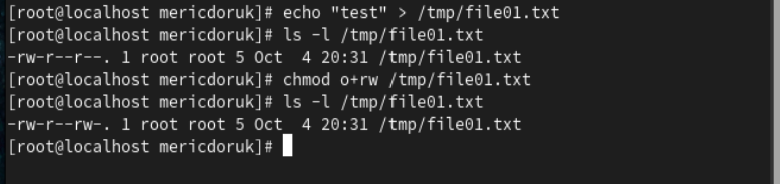 [root@localhost mericdoruk]# echo "test" > /tmp/file01.txt
[root@localhost mericdoruk]# ls -l /tmp/file01.txt
-rw-r--r--. 1 root root 5 Oct  4 20:31 /tmp/file01.txt
[root@localhost mericdoruk]# chmod o+rw /tmp/file01.txt
[root@localhost mericdoruk]# ls -l /tmp/file01.txt
-rw-r--rw-. 1 root root 5 Oct  4 20:31 /tmp/file01.txt
[root@localhost mericdoruk]#